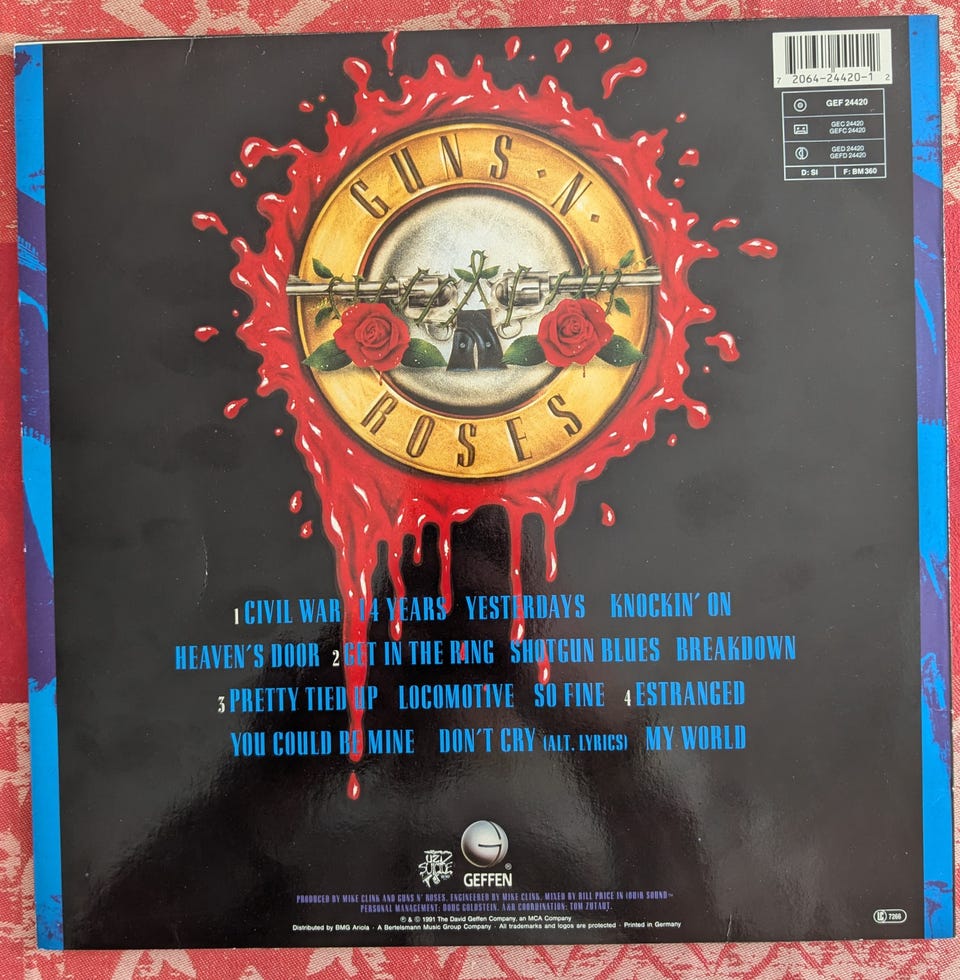 7 2064-24420-1 2
GEF 24420
GEC 24420
GEFC 24420
GED 24420
GEFD 24420
D: SI F: BM 360
GUNS · N ·
ROSES
1 CIVIL WAR 14 YEARS YESTERDAYS KNOCKIN' ON
HEAVEN'S DOOR 2 GET IN THE RING SHOTGUN BLUES BREAKDOWN
3 PRETTY TIED UP LOCOMOTIVE SO FINE 4 ESTRANGED
YOU COULD BE MINE DON'T CRY (ALT. LYRICS) MY WORLD
UZI
SUICIDE
G
®
GEFFEN
PRODUCED BY MIKE CLINK AND GUNS N' ROSES. ENGINEERED BY MIKE CLINK. MIXED BY BILL PRICE IN (QUIB SOUND™
PERSONAL MANAGEMENT: DOUG GOLDSTEIN. A&R COORDINATION: TOM ZUTAUT.
℗ & © 1991 The David Geffen Company, an MCA Company
Distributed by BMG Ariola · A Bertelsmann Music Group Company · All trademarks and logos are protected · Printed in Germany
LC 7266